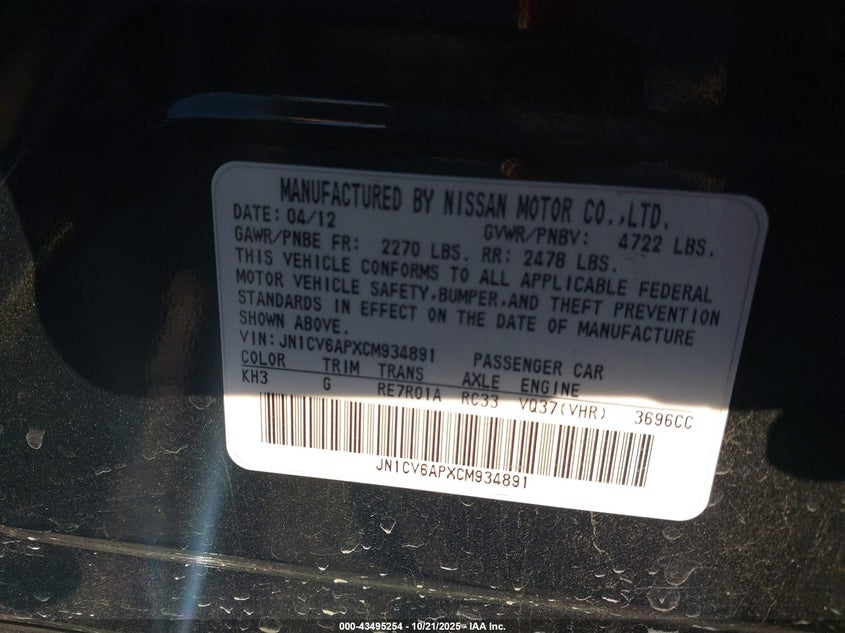 MANUFACTURED BY NISSAN MOTOR CO.,LTD.
DATE: 04/12 GVWR/PNBV: 4722 LBS.
GAWR/PNBE FR: 2270 LBS. RR: 2478 LBS.
THIS VEHICLE CONFORMS TO ALL APPLICABLE FEDERAL
MOTOR VEHICLE SAFETY,BUMPER,AND THEFT PREVENTION
STANDARDS IN EFFECT ON THE DATE OF MANUFACTURE
SHOWN ABOVE.
VIN:JN1CV6APXCM934891 PASSENGER CAR
COLOR TRIM TRANS AXLE ENGINE
KH3 G RE7R01A RC33 VQ37(VHR) 3696CC
JN1CV6APXCM934891
000-43495254 - 10/21/2025 - IAA Inc.